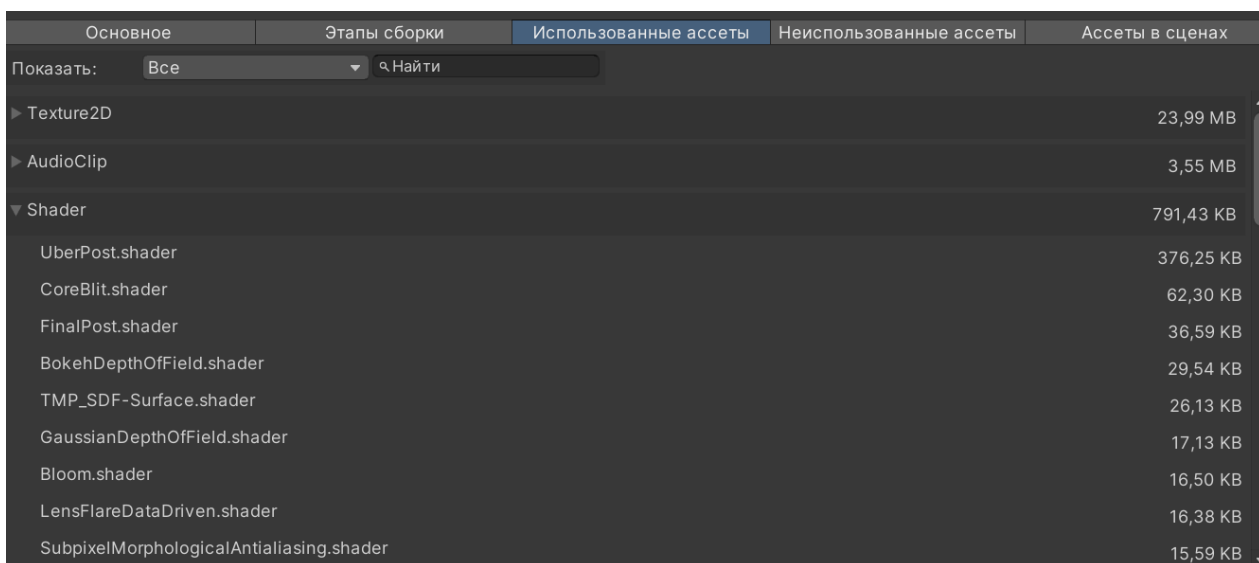 Основное Этапы сборки Использованные ассеты Неиспользованные ассеты Ассеты в сценах
Показать: Все Найти
Texture2D 23,99 MB
AudioClip 3,55 MB
Shader 791,43 KB
UberPost.shader 376,25 KB
CoreBlit.shader 62,30 KB
FinalPost.shader 36,59 KB
BokehDepthOfField.shader 29,54 KB
TMP_SDF-Surface.shader 26,13 KB
GaussianDepthOfField.shader 17,13 KB
Bloom.shader 16,50 KB
LensFlareDataDriven.shader 16,38 KB
SubpixelMorphologicalAntialiasing.shader 15,59 KB